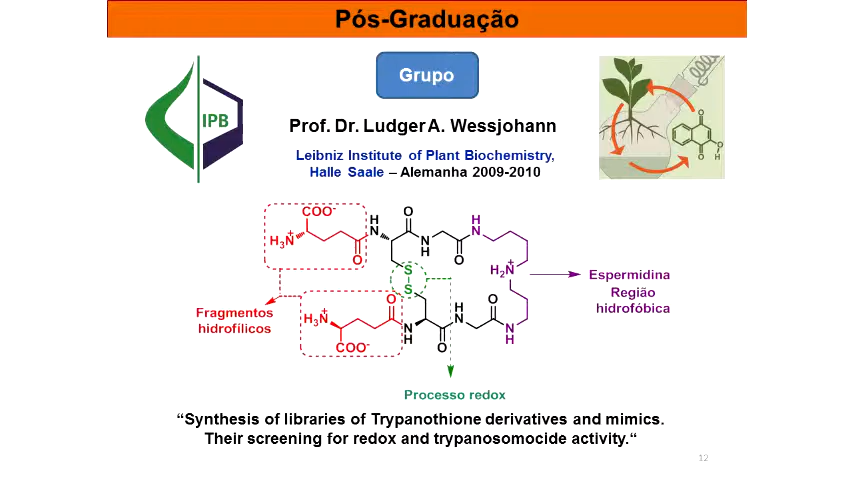 Pós-Graduação
Grupo
IPB
Prof. Dr. Ludger A. Wessjohann
Leibniz Institute of Plant Biochemistry,
Halle Saale – Alemanha 2009-2010
COO-
H3N+
O
H
N
O
N
H
O
H
N
H2N+
S
S
Espermidina
Região
hidrofóbica
Fragmentos
hidrofílicos
H3N+
COO-
O
N
H
O
H
N
O
N
H
O
O
O
H
Processo redox
“Synthesis of libraries of Trypanothione derivatives and mimics.
Their screening for redox and trypanosomocide activity.“
12